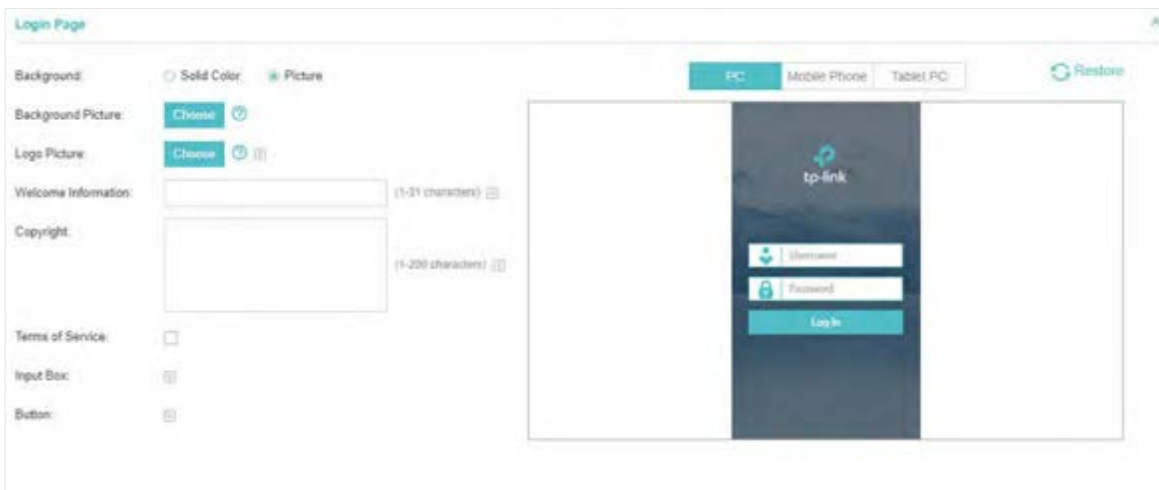 Login Page
Background: Solid Color Picture
PC Mobile Phone Tablet PC Restore
Background Picture: Choose ?
Logo Picture: Choose ?
Welcome Information: (1-31 characters)
Copyright: (1-200 characters)
Terms of Service:
Input Box:
Button:
tp-link
Username
Password
Log In